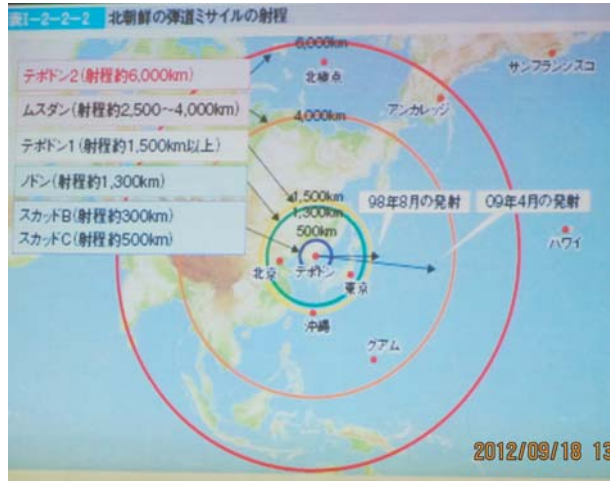 表I-2-2-2 北朝鮮の弾道ミサイルの射程
6,000km
北極点
サンフランシスコ
テポドン2(射程約6,000km)
アンカレッジ
ムスダン(射程約2,500～4,000km)
4,000km
テポドン1(射程約1,500km以上)
ノドン(射程約1,300km)
1,500km
1,300km
98年8月の発射
09年4月の発射
スカッドB(射程約300km)
スカッドC(射程約500km)
500km
ハワイ
北京
テポドン
東京
沖縄
グアム
2012/09/18 13